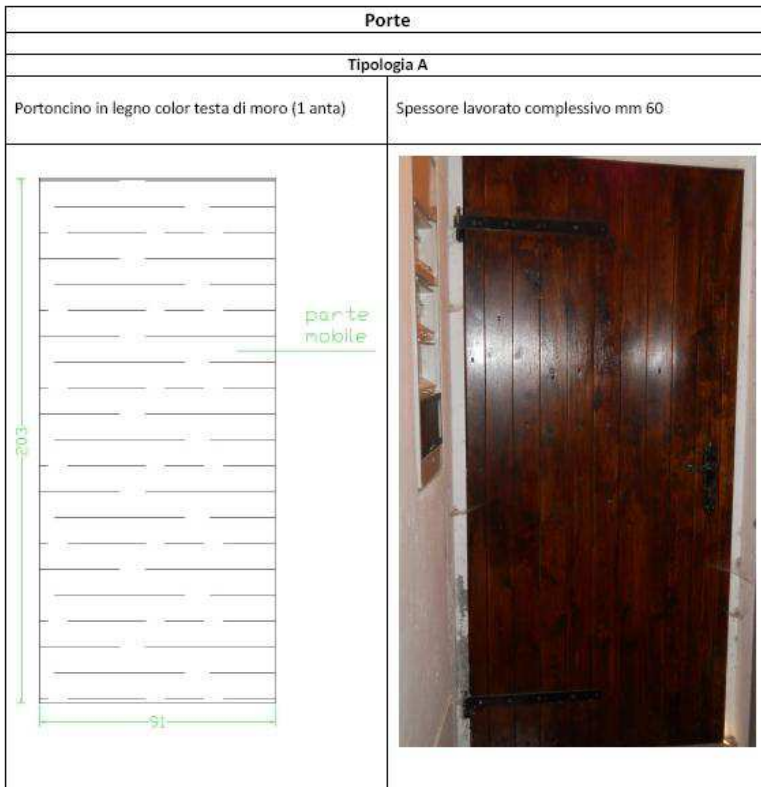 Porte
Tipologia A
Portoncino in legno color testa di moro (1 anta)
Spessore lavorato complessivo mm 60
parte
mobile
203
91